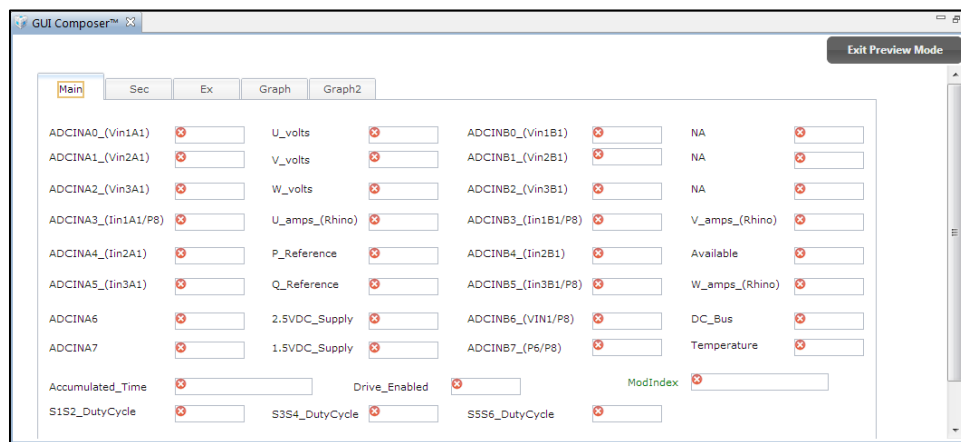 GUI Composer™
Exit Preview Mode
Main Sec Ex Graph Graph2
ADCINA0_(Vin1A1) U_volts ADCINB0_(Vin1B1) NA
ADCINA1_(Vin2A1) V_volts ADCINB1_(Vin2B1) NA
ADCINA2_(Vin3A1) W_volts ADCINB2_(Vin3B1) NA
ADCINA3_(Iin1A1/P8) U_amps_(Rhino) ADCINB3_(Iin1B1/P8) V_amps_(Rhino)
ADCINA4_(Iin2A1) P_Reference ADCINB4_(Iin2B1) Available
ADCINA5_(Iin3A1) Q_Reference ADCINB5_(Iin3B1/P8) W_amps_(Rhino)
ADCINA6 2.5VDC_Supply ADCINB6_(VIN1/P8) DC_Bus
ADCINA7 1.5VDC_Supply ADCINB7_(P6/P8) Temperature
Accumulated_Time Drive_Enabled ModIndex
S1S2_DutyCycle S3S4_DutyCycle S5S6_DutyCycle